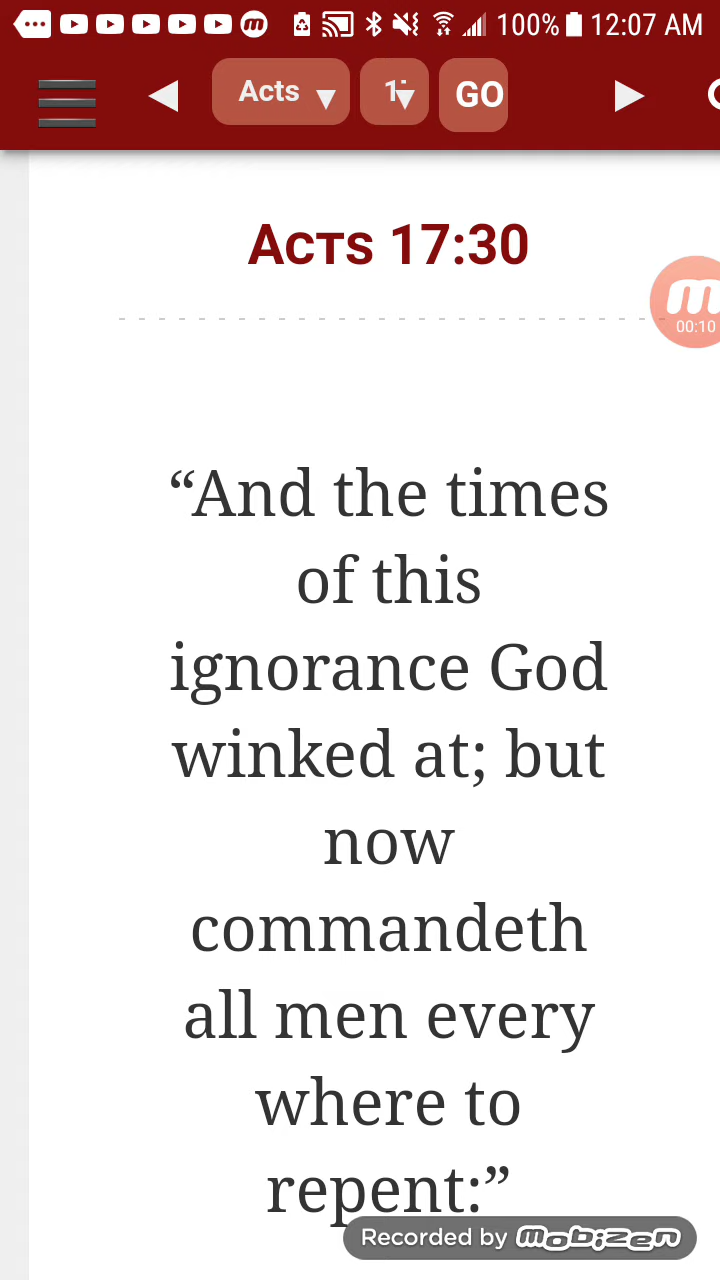 100% 12:07 AM
Acts GO
Acts 17:30
00:10
“And the times
of this
ignorance God
winked at; but
now
commandeth
all men every
where to
repent:”
Recorded by mobizen